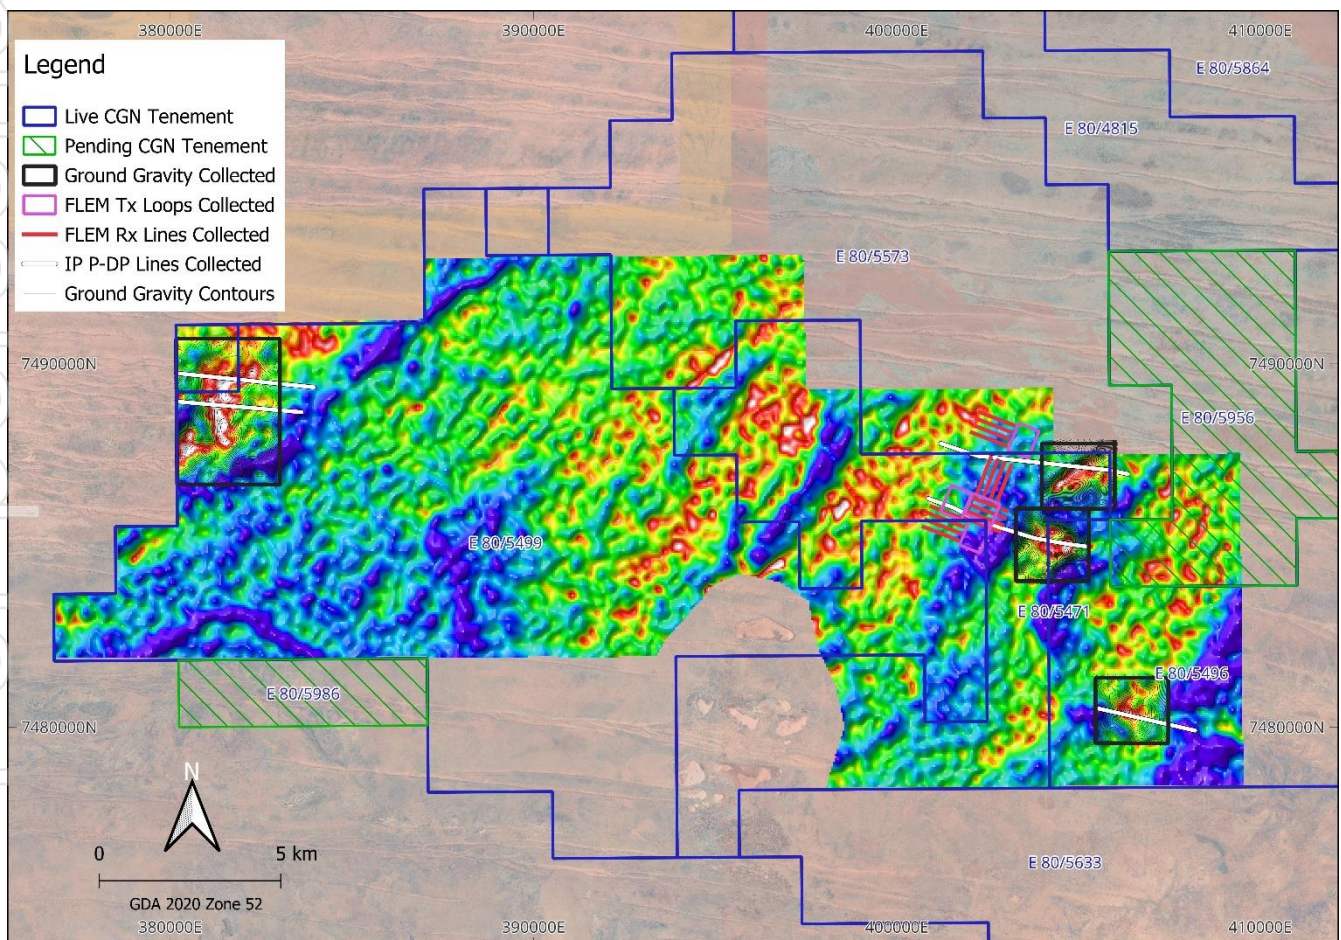 380000E
390000E
400000E
410000E
Legend
Live CGN Tenement
Pending CGN Tenement
Ground Gravity Collected
FLEM Tx Loops Collected
FLEM Rx Lines Collected
IP P-DP Lines Collected
Ground Gravity Contours
E 80/5864
E 80/4815
E 80/5573
7490000N
7490000N
E 80/5956
E 80/5499
E 80/5471
E 80/5986
E 80/5496
7480000N
7480000N
N
0
5 km
GDA 2020 Zone 52
E 80/5633
380000E
390000E
400000E
410000E